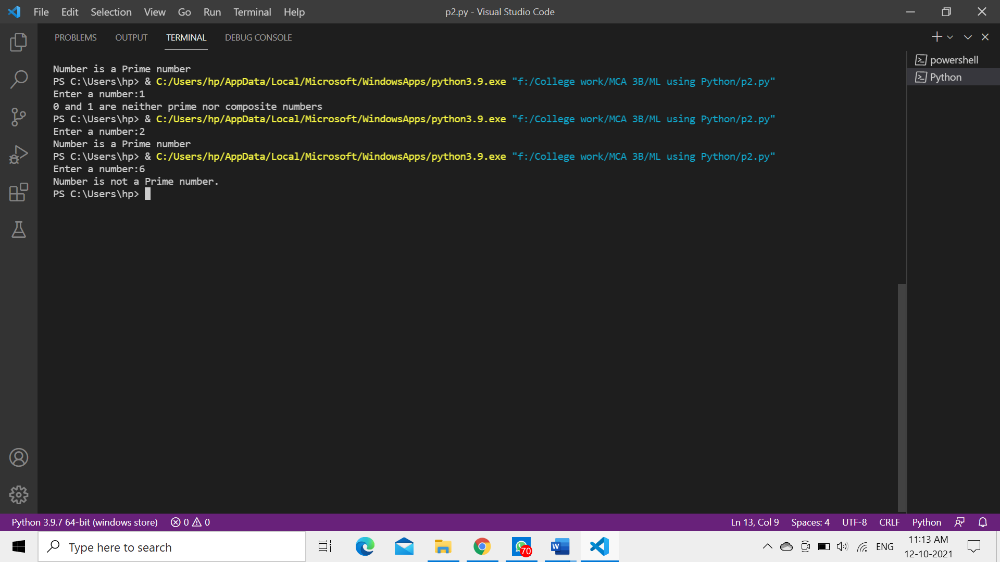 File Edit Selection View Go Run Terminal Help p2.py - Visual Studio Code
PROBLEMS OUTPUT TERMINAL DEBUG CONSOLE
Number is a Prime number
PS C:\Users\hp> & C:/Users/hp/AppData/Local/Microsoft/WindowsApps/python3.9.exe "f:/College work/MCA 3B/ML using Python/p2.py"
Enter a number:1
0 and 1 are neither prime nor composite numbers
PS C:\Users\hp> & C:/Users/hp/AppData/Local/Microsoft/WindowsApps/python3.9.exe "f:/College work/MCA 3B/ML using Python/p2.py"
Enter a number:2
Number is a Prime number
PS C:\Users\hp> & C:/Users/hp/AppData/Local/Microsoft/WindowsApps/python3.9.exe "f:/College work/MCA 3B/ML using Python/p2.py"
Enter a number:6
Number is not a Prime number.
PS C:\Users\hp>
powershell
Python
Python 3.9.7 64-bit (windows store) 0 0 Ln 13, Col 9 Spaces: 4 UTF-8 CRLF Python
Type here to search 70 W ENG 11:13 AM
12-10-2021